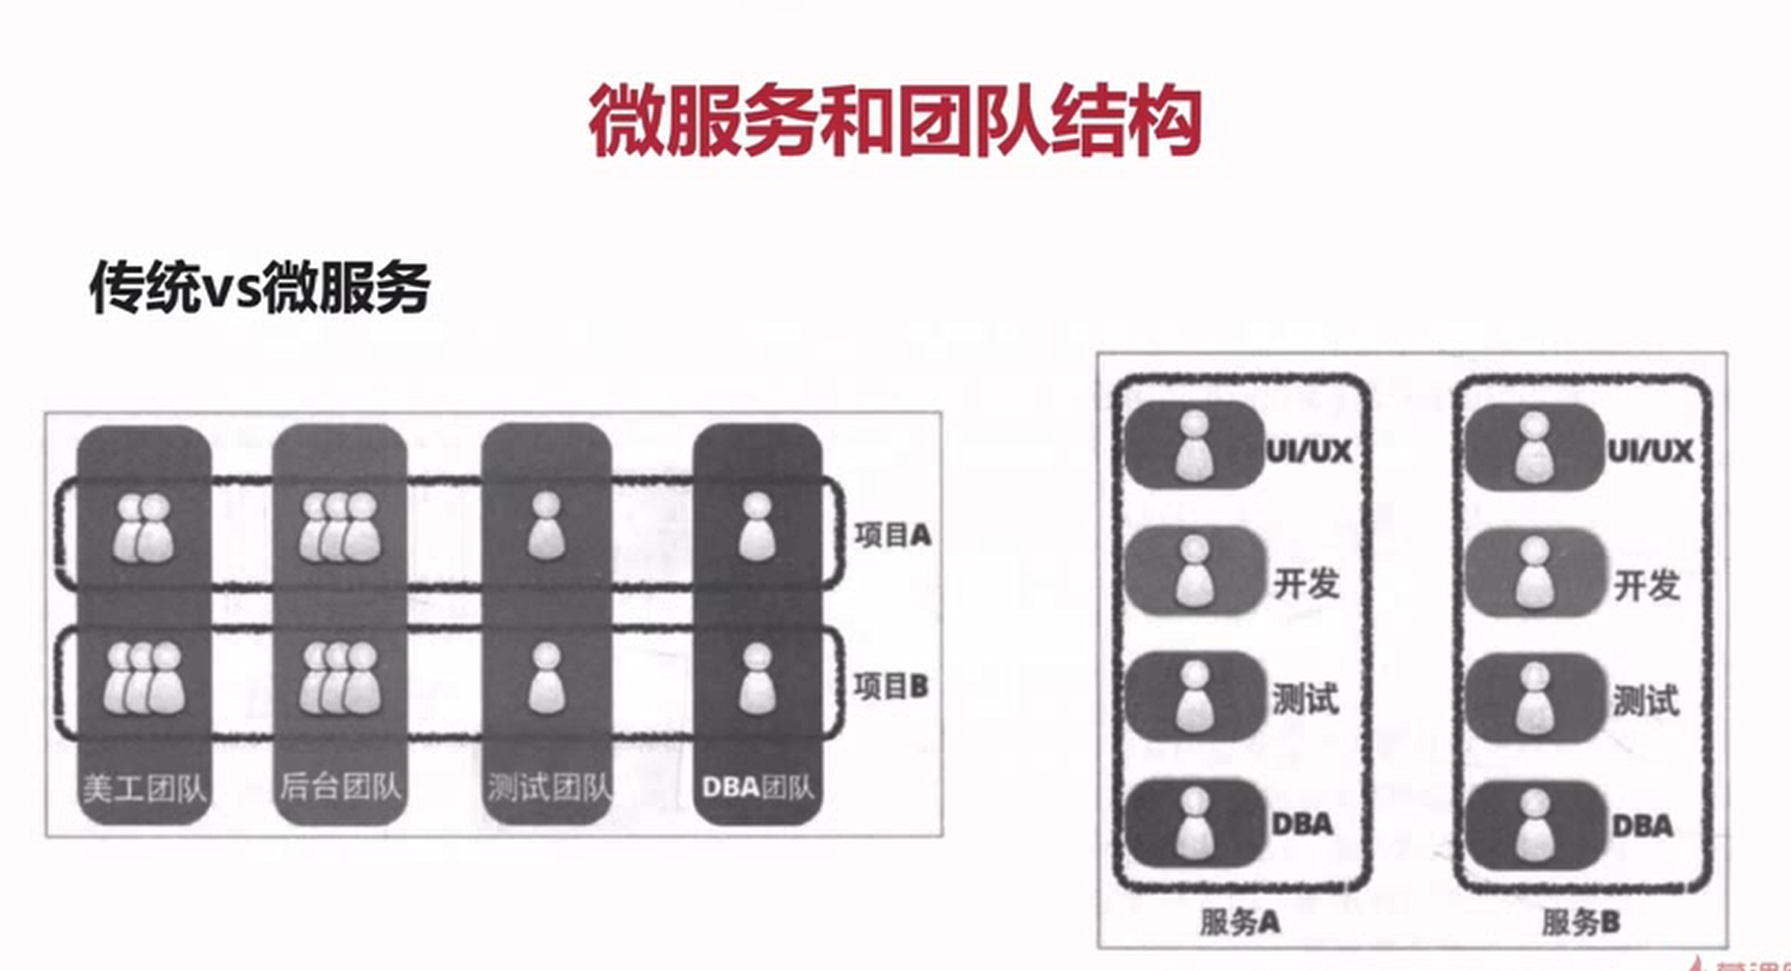 微服务和团队结构
传统vs微服务
项目A
项目B
美工团队
后台团队
测试团队
DBA团队
UI/UX
开发
测试
DBA
服务A
UI/UX
开发
测试
DBA
服务B